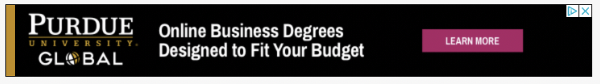 PURDUE
UNIVERSITY®
GLOBAL
Online Business Degrees
Designed to Fit Your Budget
LEARN MORE